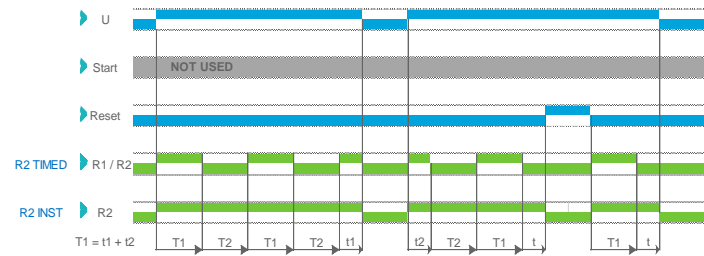 U
Start NOT USED
Reset
R2 TIMED R1 / R2
R2 INST R2
T1 = t1 + t2 T1 T2 T1 T2 t1 t2 T2 T1 t T1 t